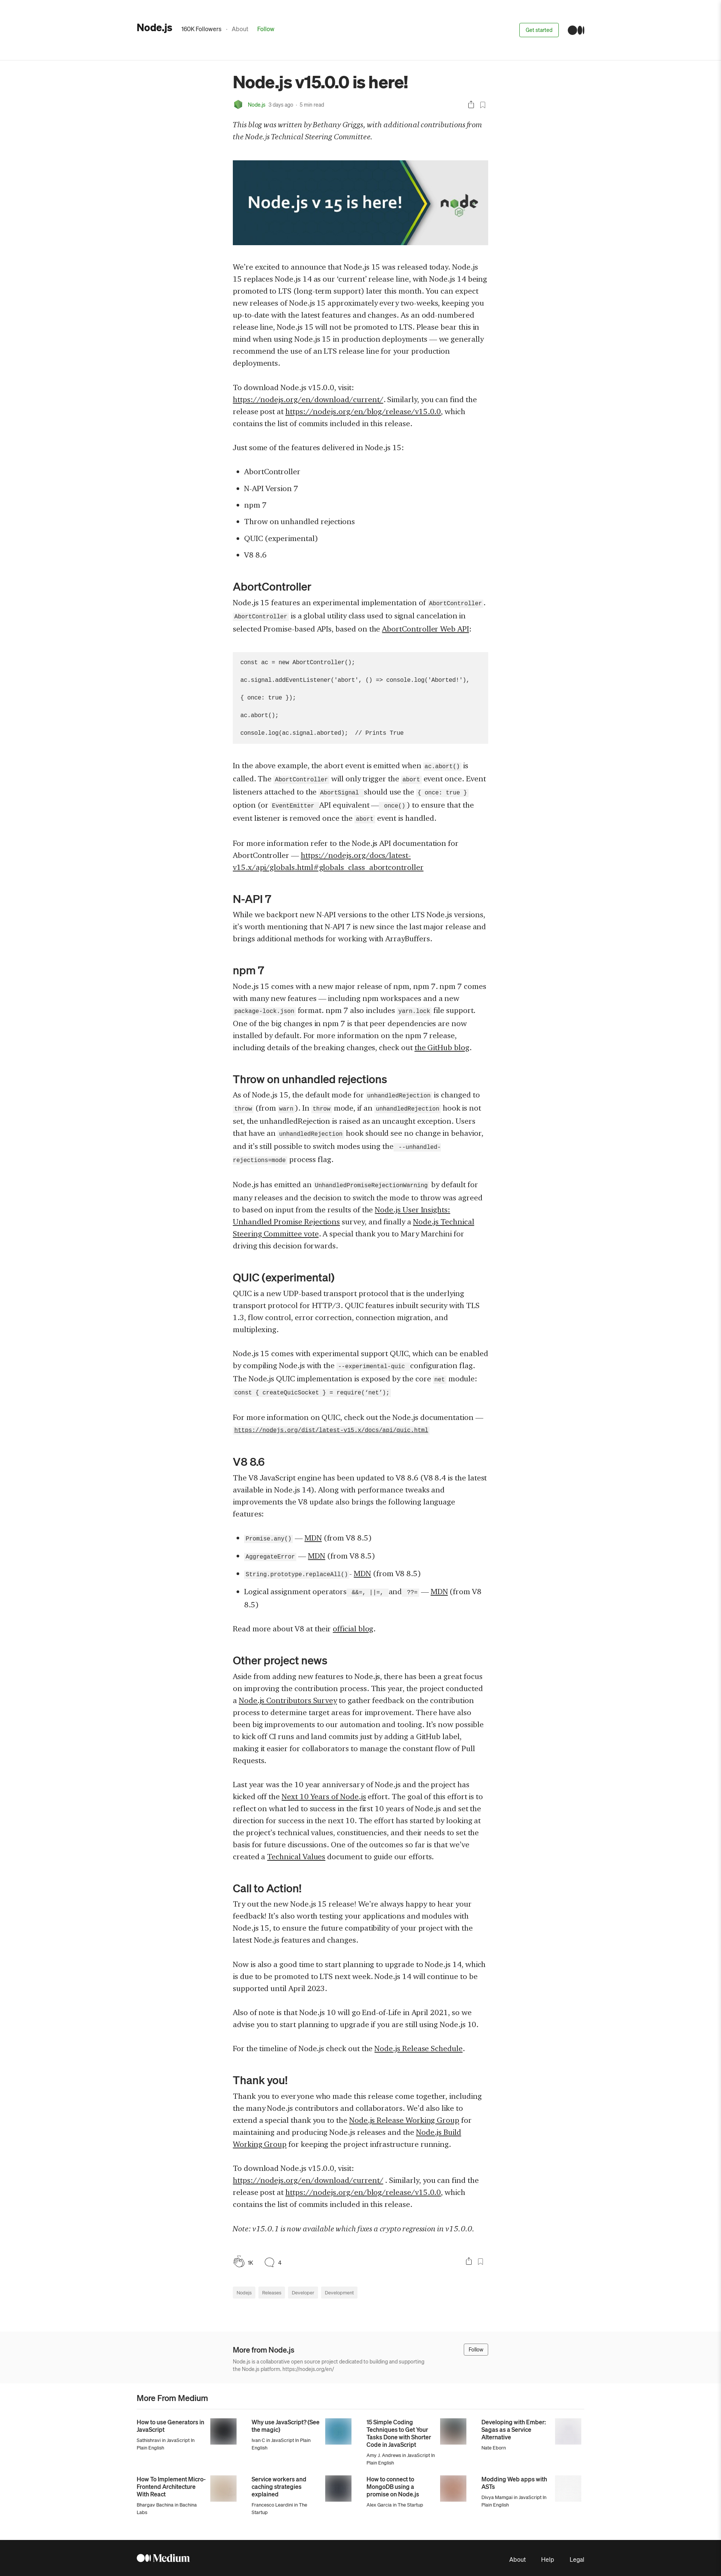 Node.js
160K Followers · About Follow
Get started
Node.js v15.0.0 is here!
Node.js 3 days ago · 5 min read
This blog was written by Bethany Griggs, with additional contributions from
the Node.js Technical Steering Committee.
Node.js v 15 is here!
node
JS
We're excited to announce that Node.js 15 was released today. Node.js
15 replaces Node.js 14 as our 'current' release line, with Node.js 14 being
promoted to LTS (long-term support) later this month. You can expect
new releases of Node.js 15 approximately every two-weeks, keeping you
up-to-date with the latest features and changes. As an odd-numbered
release line, Node.js 15 will not be promoted to LTS. Please bear this in
mind when using Node.js 15 in production deployments — we generally
recommend the use of an LTS release line for your production
deployments.
To download Node.js v15.0.0, visit:
https://nodejs.org/en/download/current/. Similarly, you can find the
release post at https://nodejs.org/en/blog/release/v15.0.0, which
contains the list of commits included in this release.
Just some of the features delivered in Node.js 15:
• AbortController
• N-API Version 7
• npm 7
• Throw on unhandled rejections
• QUIC (experimental)
• V8 8.6
AbortController
Node.js 15 features an experimental implementation of AbortController.
AbortController is a global utility class used to signal cancelation in
selected Promise-based APIs, based on the AbortController Web API:
const ac = new AbortController();
ac.signal.addEventListener('abort', () => console.log('Aborted!'),
{ once: true });
ac.abort();
console.log(ac.signal.aborted);  // Prints True
In the above example, the abort event is emitted when ac.abort() is
called. The AbortController will only trigger the abort event once. Event
listeners attached to the AbortSignal should use the { once: true }
option (or EventEmitter API equivalent — once()) to ensure that the
event listener is removed once the abort event is handled.
For more information refer to the Node.js API documentation for
AbortController — https://nodejs.org/docs/latest-
v15.x/api/globals.html#globals_class_abortcontroller
N-API 7
While we backport new N-API versions to the other LTS Node.js versions,
it's worth mentioning that N-API 7 is new since the last major release and
brings additional methods for working with ArrayBuffers.
npm 7
Node.js 15 comes with a new major release of npm, npm 7. npm 7 comes
with many new features — including npm workspaces and a new
package-lock.json format. npm 7 also includes yarn.lock file support.
One of the big changes in npm 7 is that peer dependencies are now
installed by default. For more information on the npm 7 release,
including details of the breaking changes, check out the GitHub blog.
Throw on unhandled rejections
As of Node.js 15, the default mode for unhandledRejection is changed to
throw (from warn). In throw mode, if an unhandledRejection hook is not
set, the unhandledRejection is raised as an uncaught exception. Users
that have an unhandledRejection hook should see no change in behavior,
and it's still possible to switch modes using the --unhandled-
rejections=mode process flag.
Node.js has emitted an UnhandledPromiseRejectionWarning by default for
many releases and the decision to switch the mode to throw was agreed
to based on input from the results of the Node.js User Insights:
Unhandled Promise Rejections survey, and finally a Node.js Technical
Steering Committee vote. A special thank you to Mary Marchini for
driving this decision forwards.
QUIC (experimental)
QUIC is a new UDP-based transport protocol that is the underlying
transport protocol for HTTP/3. QUIC features inbuilt security with TLS
1.3, flow control, error correction, connection migration, and
multiplexing.
Node.js 15 comes with experimental support QUIC, which can be enabled
by compiling Node.js with the --experimental-quic configuration flag.
The Node.js QUIC implementation is exposed by the core net module:
const { createQuicSocket } = require('net');
For more information on QUIC, check out the Node.js documentation —
https://nodejs.org/dist/latest-v15.x/docs/api/quic.html
V8 8.6
The V8 JavaScript engine has been updated to V8 8.6 (V8 8.4 is the latest
available in Node.js 14). Along with performance tweaks and
improvements the V8 update also brings the following language
features:
• Promise.any() — MDN (from V8 8.5)
• AggregateError — MDN (from V8 8.5)
• String.prototype.replaceAll() - MDN (from V8 8.5)
• Logical assignment operators &&=, ||=, and ??= — MDN (from V8
8.5)
Read more about V8 at their official blog.
Other project news
Aside from adding new features to Node.js, there has been a great focus
on improving the contribution process. This year, the project conducted
a Node.js Contributors Survey to gather feedback on the contribution
process to determine target areas for improvement. There have also
been big improvements to our automation and tooling. It's now possible
to kick off CI runs and land commits just by adding a GitHub label,
making it easier for collaborators to manage the constant flow of Pull
Requests.
Last year was the 10 year anniversary of Node.js and the project has
kicked off the Next 10 Years of Node.js effort. The goal of this effort is to
reflect on what led to success in the first 10 years of Node.js and set the
direction for success in the next 10. The effort has started by looking at
the project's technical values, constituencies, and their needs to set the
basis for future discussions. One of the outcomes so far is that we've
created a Technical Values document to guide our efforts.
Call to Action!
Try out the new Node.js 15 release! We're always happy to hear your
feedback! It's also worth testing your applications and modules with
Node.js 15, to ensure the future compatibility of your project with the
latest Node.js features and changes.
Now is also a good time to start planning to upgrade to Node.js 14, which
is due to be promoted to LTS next week. Node.js 14 will continue to be
supported until April 2023.
Also of note is that Node.js 10 will go End-of-Life in April 2021, so we
advise you to start planning to upgrade if you are still using Node.js 10.
For the timeline of Node.js check out the Node.js Release Schedule.
Thank you!
Thank you to everyone who made this release come together, including
the many Node.js contributors and collaborators. We'd also like to
extend a special thank you to the Node.js Release Working Group for
maintaining and producing Node.js releases and the Node.js Build
Working Group for keeping the project infrastructure running.
To download Node.js v15.0.0, visit:
https://nodejs.org/en/download/current/ . Similarly, you can find the
release post at https://nodejs.org/en/blog/release/v15.0.0, which
contains the list of commits included in this release.
Note: v15.0.1 is now available which fixes a crypto regression in v15.0.0.
1K 4
Nodejs Releases Developer Development
More from Node.js
Follow
Node.js is a collaborative open source project dedicated to building and supporting
the Node.js platform. https://nodejs.org/en/
More From Medium
How to use Generators in
JavaScript
Sathishravi in JavaScript In
Plain English
Why use JavaScript? (See
the magic)
Ivan C in JavaScript In Plain
English
15 Simple Coding
Techniques to Get Your
Tasks Done with Shorter
Code in JavaScript
Amy J. Andrews in JavaScript In
Plain English
Developing with Ember:
Sagas as a Service
Alternative
Nate Eborn
How To Implement Micro-
Frontend Architecture
With React
Bhargav Bachina in Bachina
Labs
Service workers and
caching strategies
explained
Francesco Leardini in The
Startup
How to connect to
MongoDB using a
promise on Node.js
Alex Garcia in The Startup
Modding Web apps with
ASTs
Divya Mamgai in JavaScript In
Plain English
Medium
About Help Legal